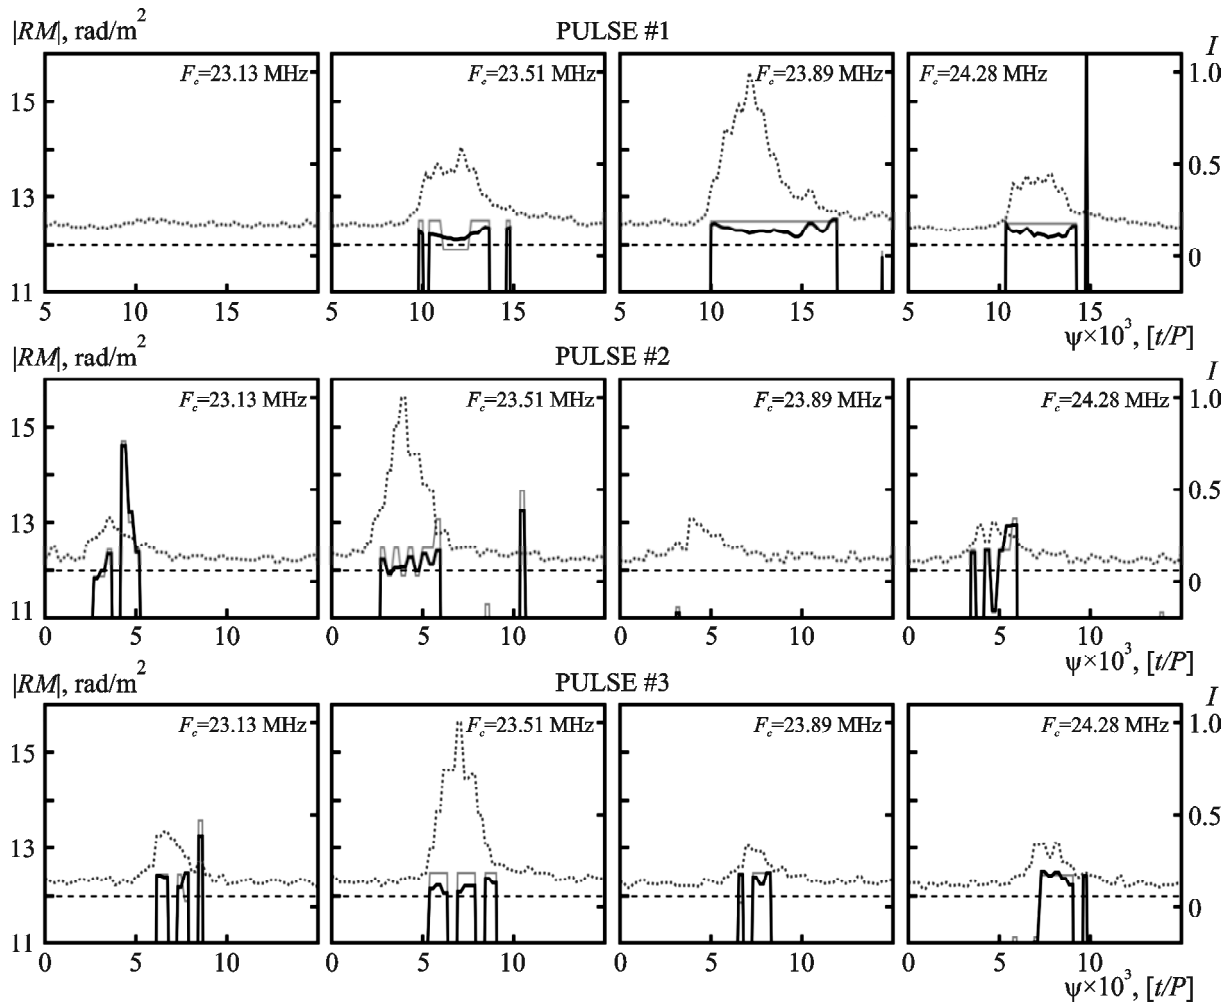 |RM|, rad/m² PULSE #1 I
F_c=23.13 MHz F_c=23.51 MHz F_c=23.89 MHz F_c=24.28 MHz 1.0
15
0.5
13
0
11
5 10 15 5 10 15 10 15 10 15
ψ×10³, [t/P]
|RM|, rad/m² PULSE #2 I
F_c=23.13 MHz F_c=23.51 MHz F_c=23.89 MHz F_c=24.28 MHz 1.0
15
0.5
13
0
11
0 5 10 0 5 10 0 5 10 0 5 10
ψ×10³, [t/P]
|RM|, rad/m² PULSE #3 I
F_c=23.13 MHz F_c=23.51 MHz F_c=23.89 MHz F_c=24.28 MHz 1.0
15
0.5
13
0
11
0 5 10 0 5 10 0 5 10 0 5 10
ψ×10³, [t/P]